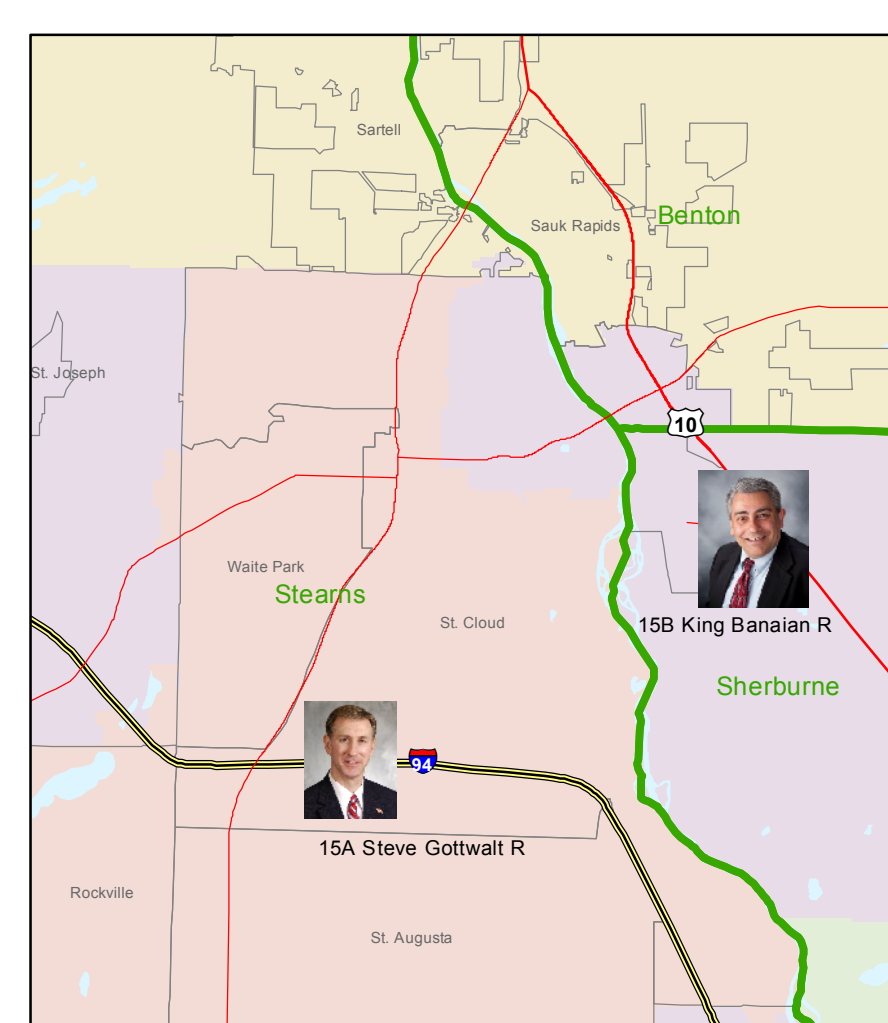 Sartell
Benton
Sauk Rapids
St. Joseph
10
Waite Park
Stearns
St. Cloud
15B King Banaian R
Sherburne
94
15A Steve Gottwalt R
Rockville
St. Augusta